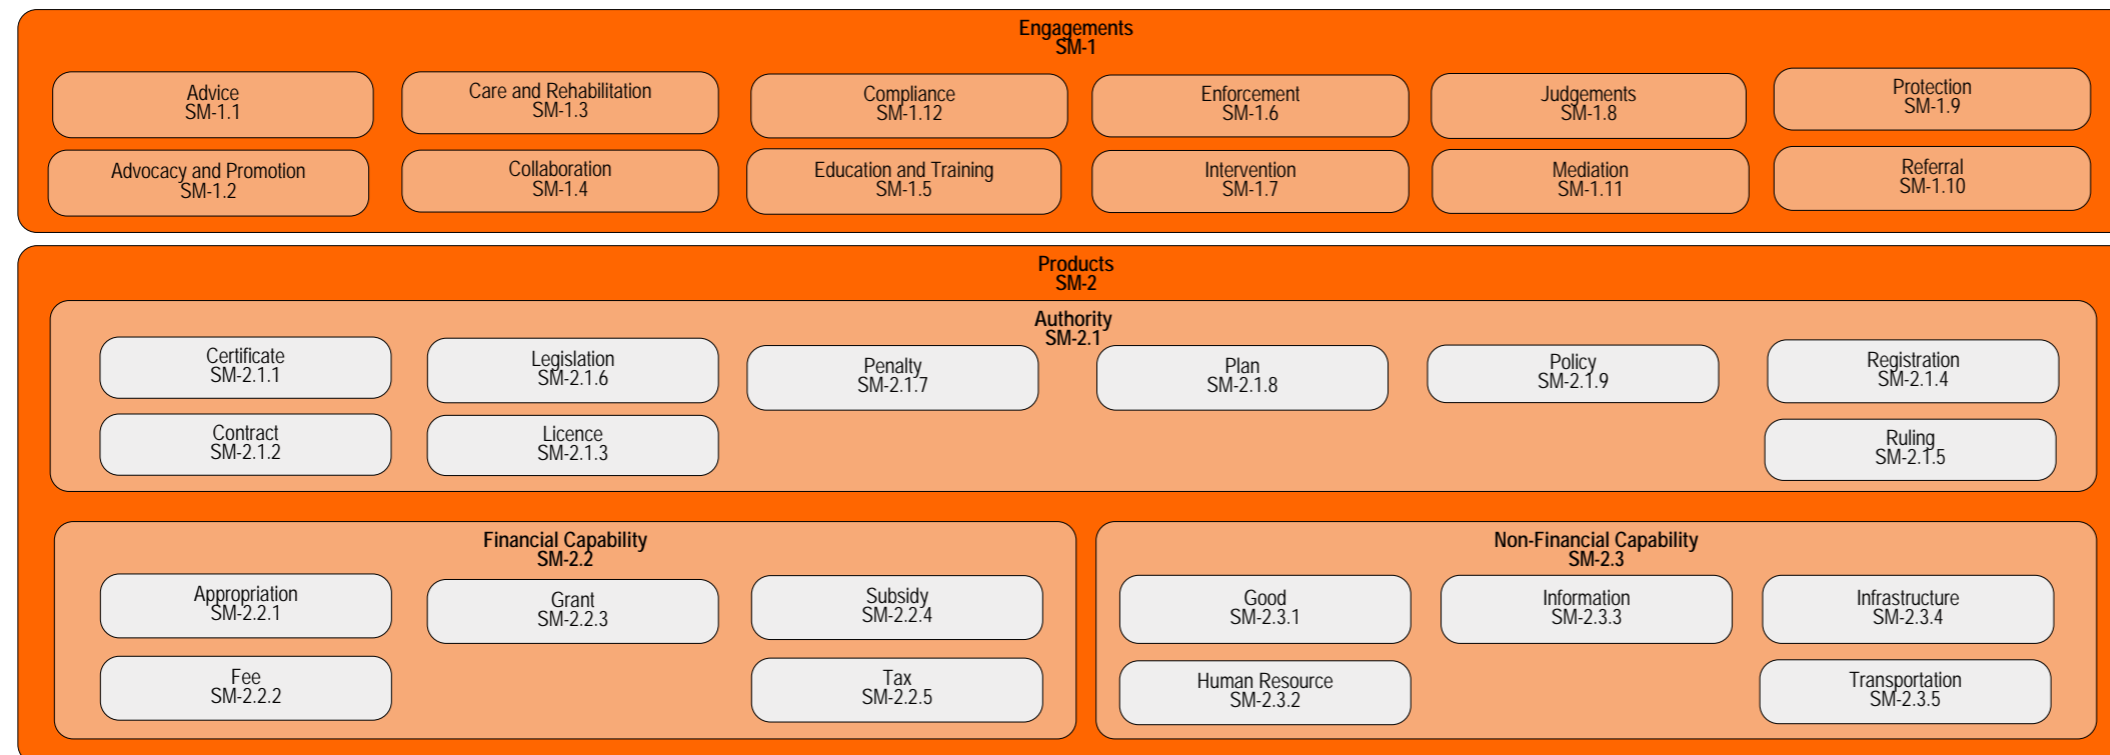 Engagements
SM-1
Advice
SM-1.1
Care and Rehabilitation
SM-1.3
Compliance
SM-1.12
Enforcement
SM-1.6
Judgements
SM-1.8
Protection
SM-1.9
Advocacy and Promotion
SM-1.2
Collaboration
SM-1.4
Education and Training
SM-1.5
Intervention
SM-1.7
Mediation
SM-1.11
Referral
SM-1.10
Products
SM-2
Authority
SM-2.1
Certificate
SM-2.1.1
Legislation
SM-2.1.6
Penalty
SM-2.1.7
Plan
SM-2.1.8
Policy
SM-2.1.9
Registration
SM-2.1.4
Contract
SM-2.1.2
Licence
SM-2.1.3
Ruling
SM-2.1.5
Financial Capability
SM-2.2
Appropriation
SM-2.2.1
Grant
SM-2.2.3
Subsidy
SM-2.2.4
Fee
SM-2.2.2
Tax
SM-2.2.5
Non-Financial Capability
SM-2.3
Good
SM-2.3.1
Information
SM-2.3.3
Infrastructure
SM-2.3.4
Human Resource
SM-2.3.2
Transportation
SM-2.3.5